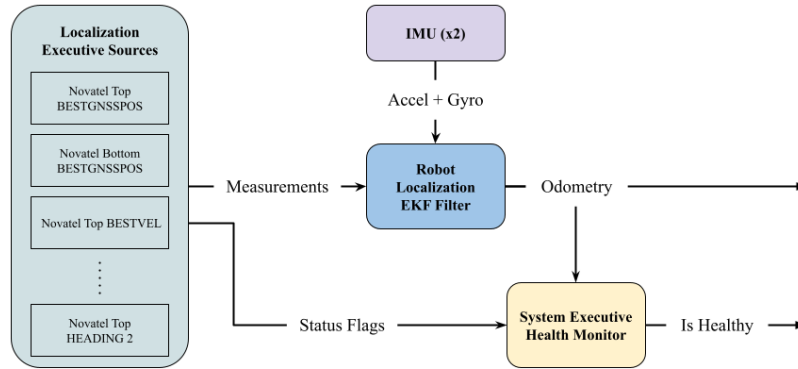 Localization
Executive Sources
Novatel Top
BESTGNSSPOS
Novatel Bottom
BESTGNSSPOS
Novatel Top BESTVEL
Novatel Top
HEADING 2
IMU (x2)
Accel + Gyro
Measurements
Robot
Localization
EKF Filter
Odometry
Status Flags
System Executive
Health Monitor
Is Healthy